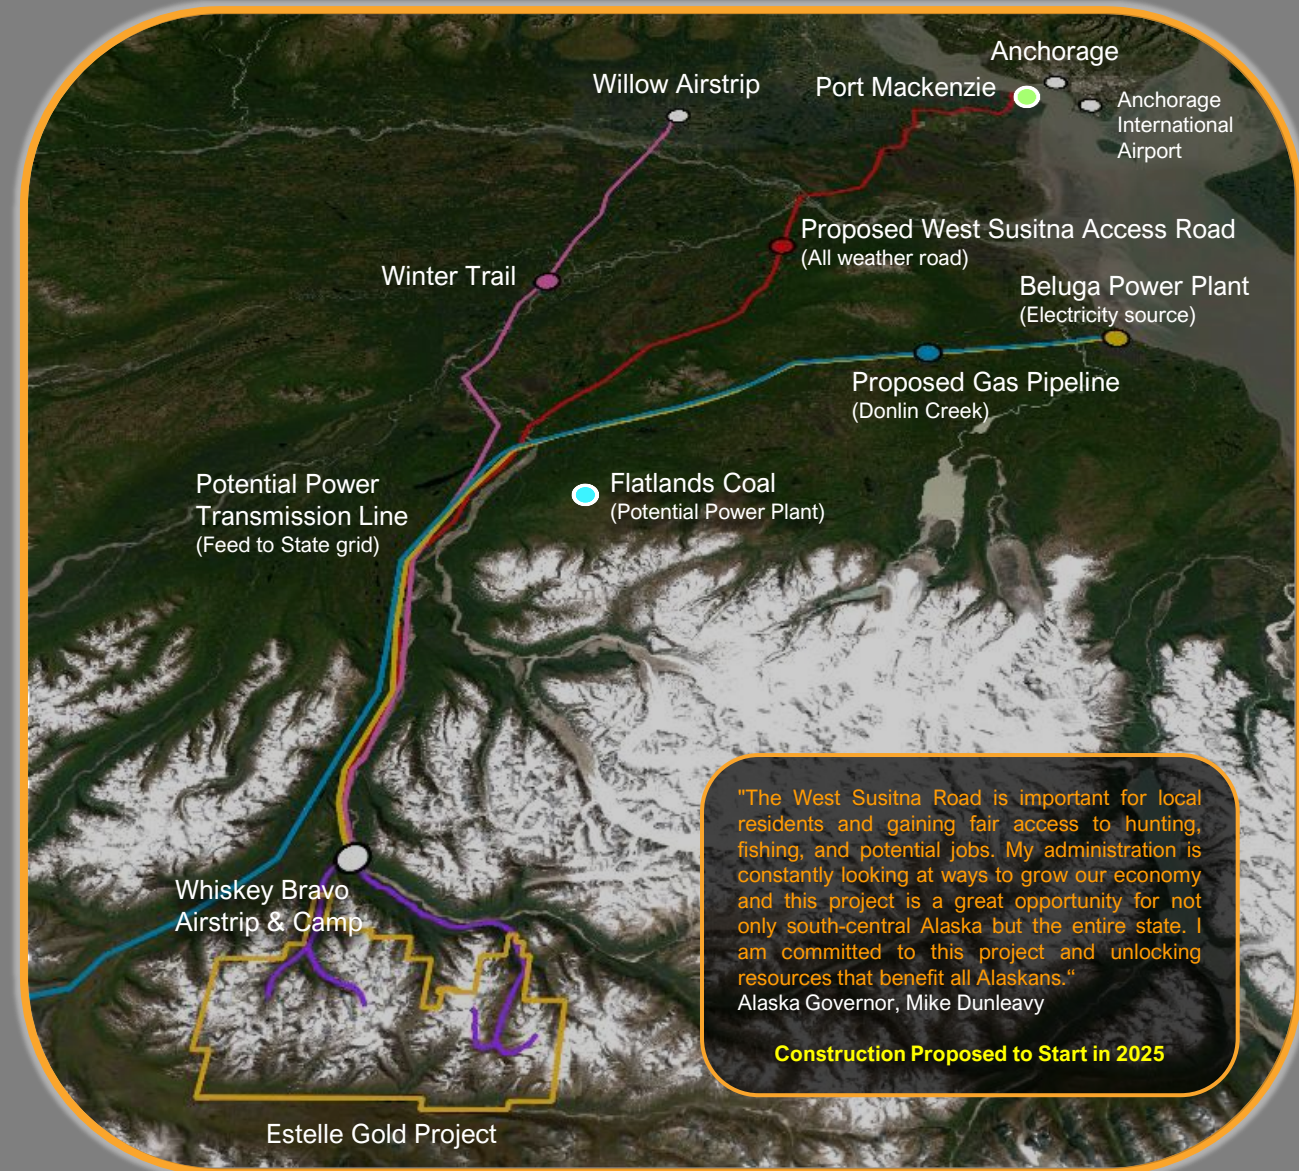 Anchorage
Willow Airstrip
Port Mackenzie
Anchorage
International
Airport
Proposed West Susitna Access Road
(All weather road)
Winter Trail
Beluga Power Plant
(Electricity source)
Proposed Gas Pipeline
(Donlin Creek)
Potential Power
Transmission Line
(Feed to State grid)
Flatlands Coal
(Potential Power Plant)
"The West Susitna Road is important for local
residents and gaining fair access to hunting,
fishing, and potential jobs. My administration is
constantly looking at ways to grow our economy
and this project is a great opportunity for not
only south-central Alaska but the entire state. I
am committed to this project and unlocking
resources that benefit all Alaskans.“
Alaska Governor, Mike Dunleavy
Construction Proposed to Start in 2025
Whiskey Bravo
Airstrip & Camp
Estelle Gold Project